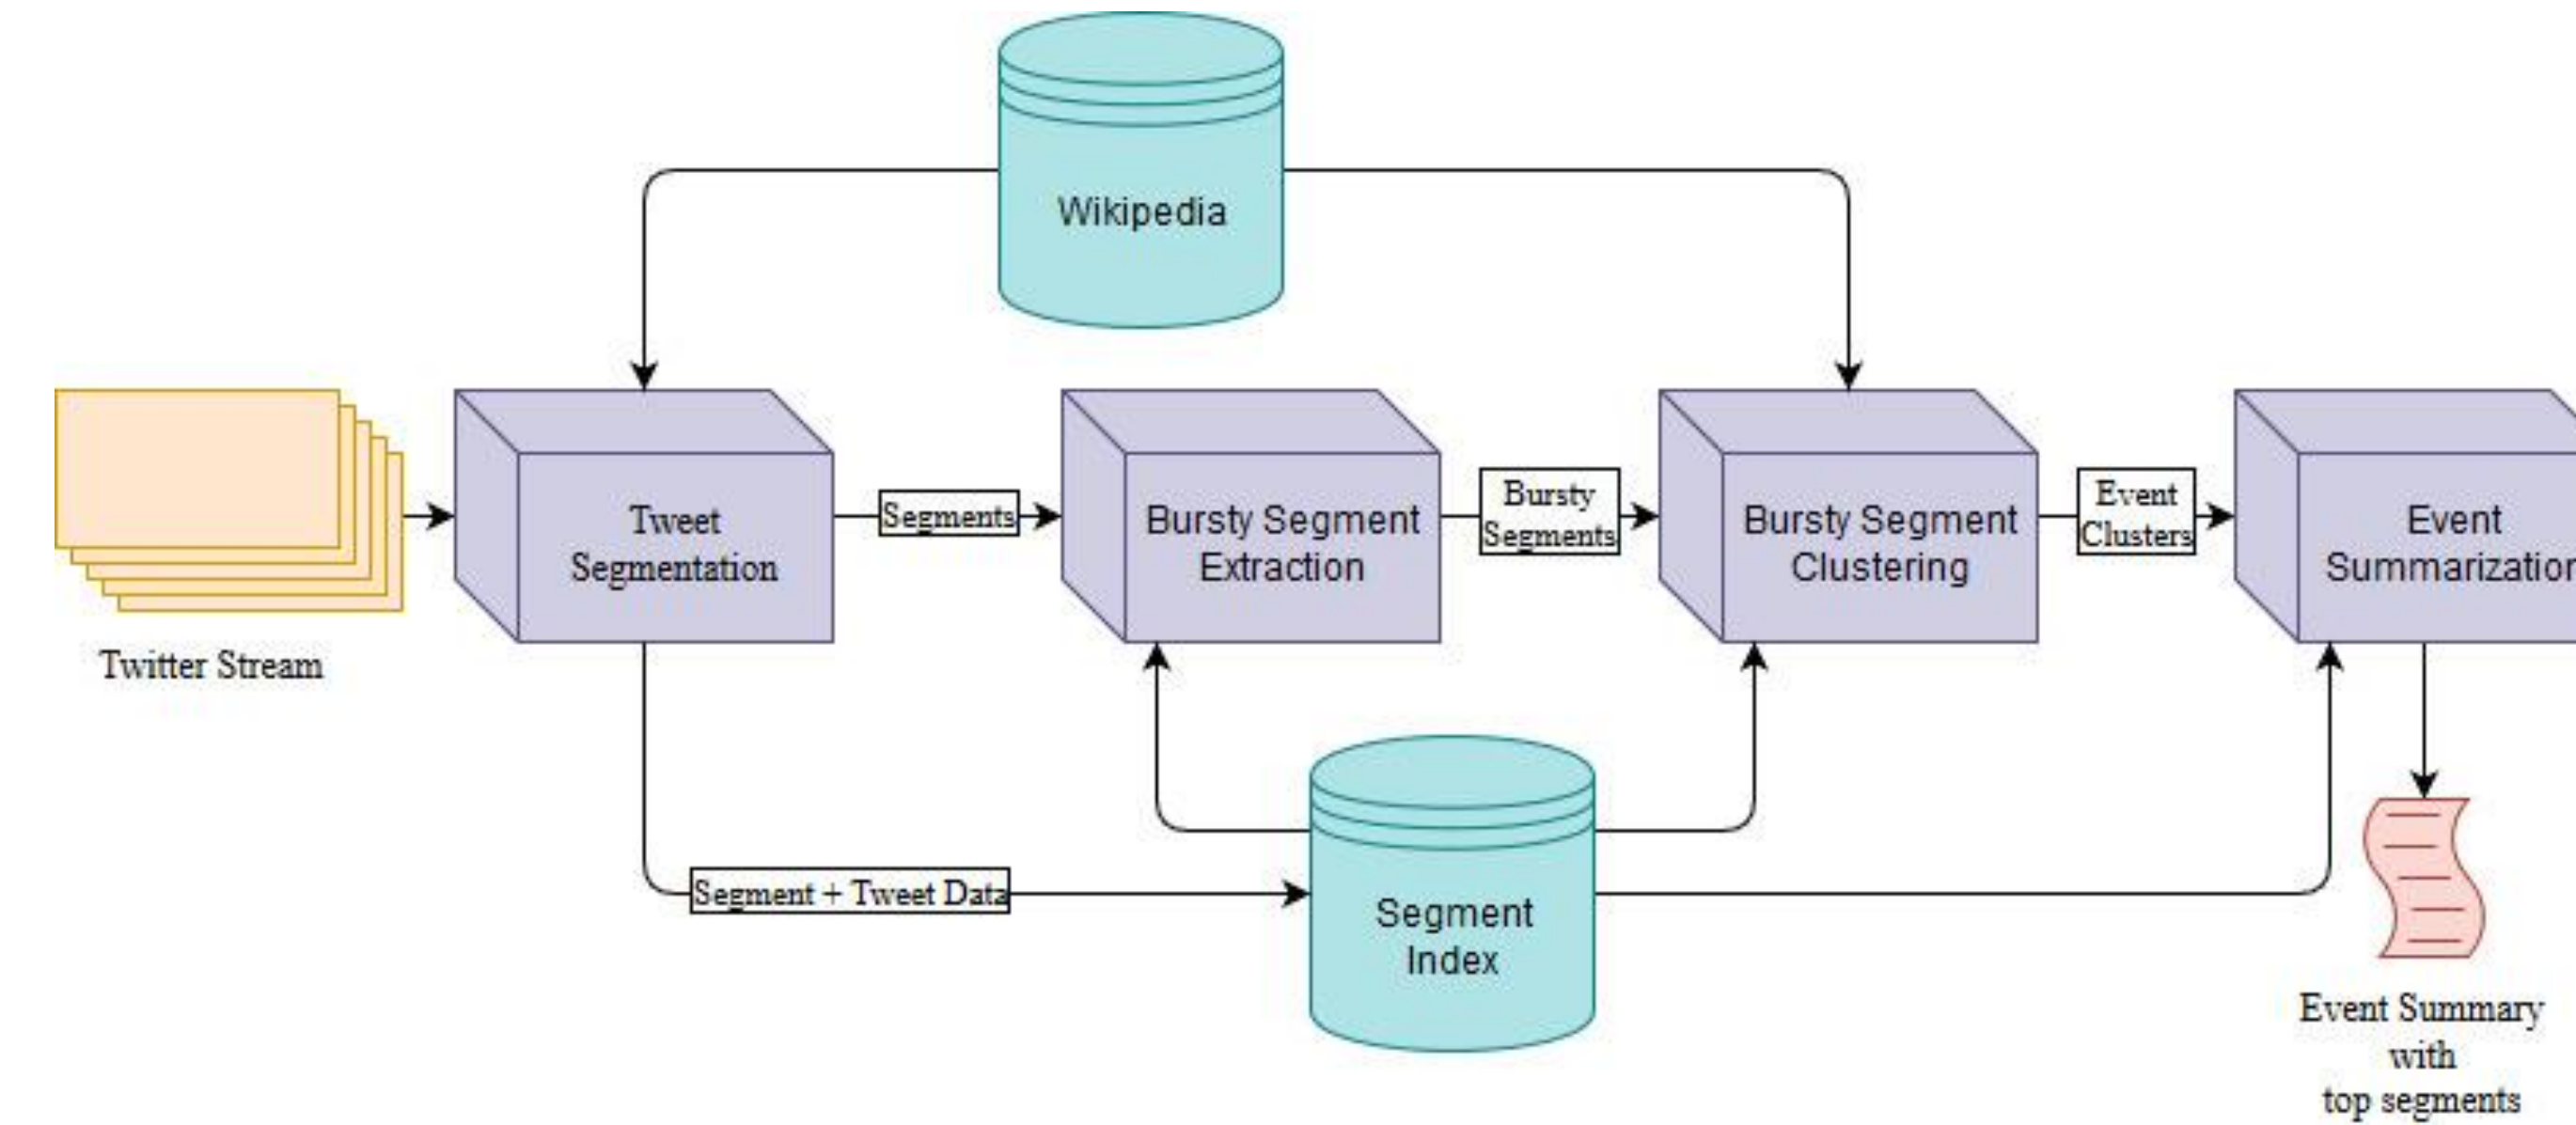 Wikipedia
Twitter Stream
Tweet
Segmentation
Segments
Bursty Segment
Extraction
Bursty
Segments
Bursty Segment
Clustering
Event
Clusters
Event
Summarization
Segment + Tweet Data
Segment
Index
Event Summary
with
top segments